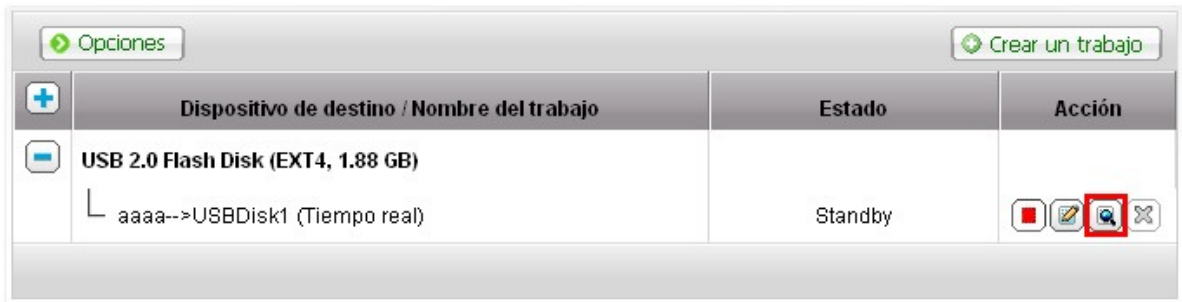 Opciones
Crear un trabajo
Dispositivo de destino / Nombre del trabajo Estado Acción
USB 2.0 Flash Disk (EXT4, 1.88 GB)
aaaa-->USBDisk1 (Tiempo real) Standby